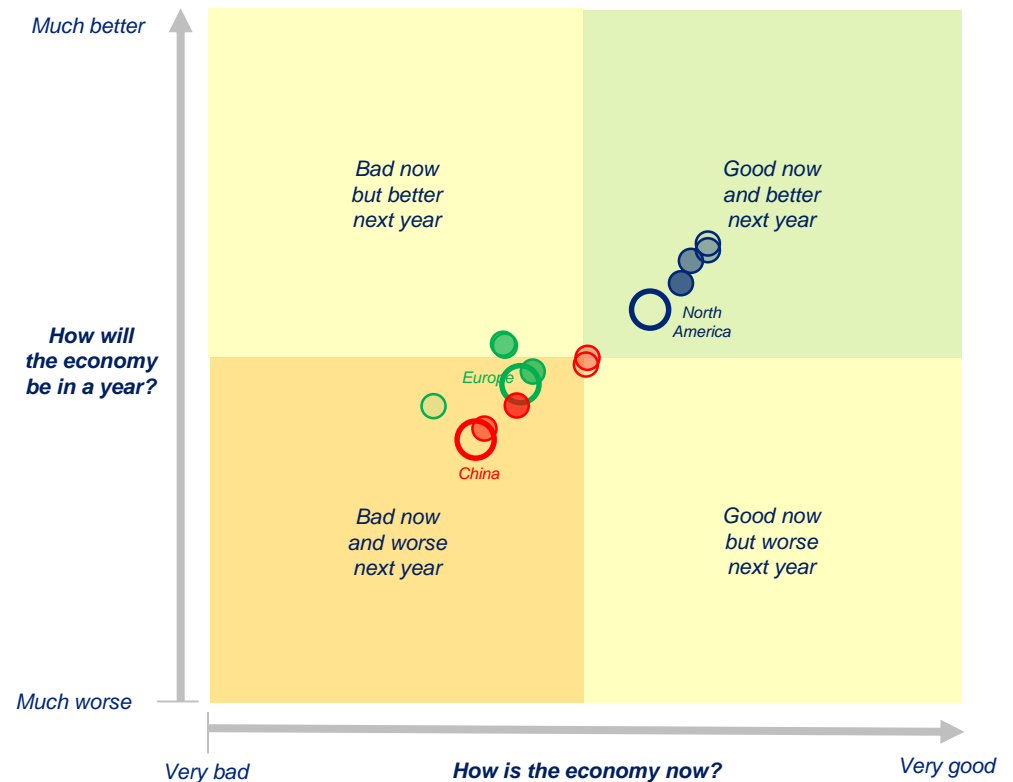 Much better
Bad now
but better
next year
Good now
and better
next year
How will
the economy
be in a year?
North
America
Europe
China
Bad now
and worse
next year
Good now
but worse
next year
Much worse
Very bad
How is the economy now?
Very good